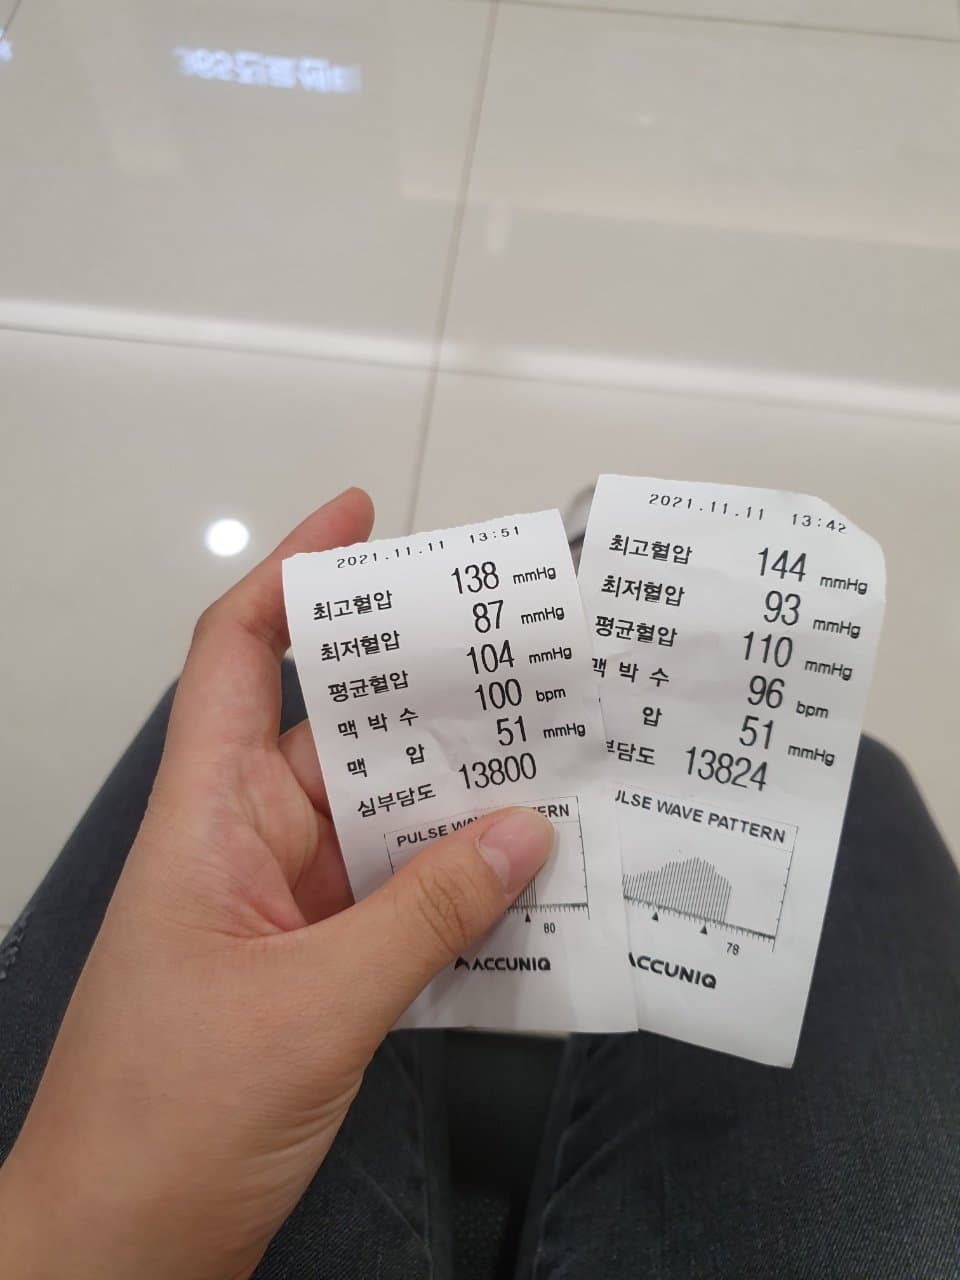 2021.11.11 13:51
최고혈압 138 mmHg
최저혈압 87 mmHg
평균혈압 104 mmHg
맥 박 수 100 bpm
맥 압 51 mmHg
심부담도 13800
PULSE
80
ACCUNIQ
2021.11.11 13:42
최고혈압 144 mmHg
최저혈압 93 mmHg
평균혈압 110 mmHg
맥 박 수 96 bpm
압 51 mmHg
부담도 13824
WAVE PATTERN
78
ACCUNIQ